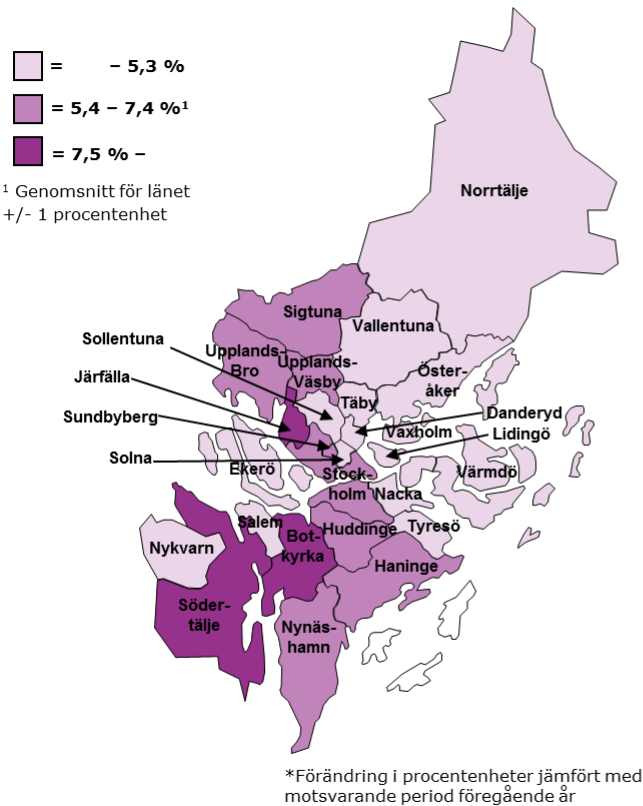 = – 5,3 %
= 5,4 – 7,4 %¹
= 7,5 % –
¹ Genomsnitt för länet
+/- 1 procentenhet
Norrtälje
Sigtuna
Vallentuna
Sollentuna
Upplands-
Bro
Upplands-
Väsby
Öster-
åker
Järfälla
Täby
Sundbyberg
Danderyd
Vaxholm
Lidingö
Solna
Ekerö
Stock-
holm
Nacka
Värmdö
Salem
Bot-
kyrka
Huddinge
Tyresö
Nykvarn
Haninge
Söder-
tälje
Nynäs-
hamn
*Förändring i procentenheter jämfört med
motsvarande period föregående år